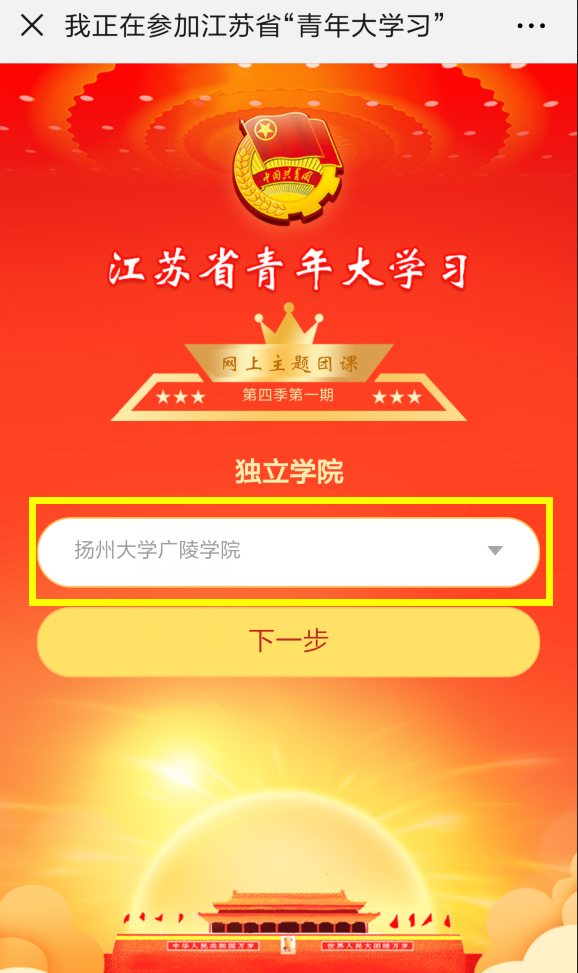 我正在参加江苏省“青年大学习”
中国共青团
江苏省青年大学习
网上主题团课
第四季第一期
独立学院
扬州大学广陵学院
下一步
中华人民共和国万岁
世界人民大团结万岁